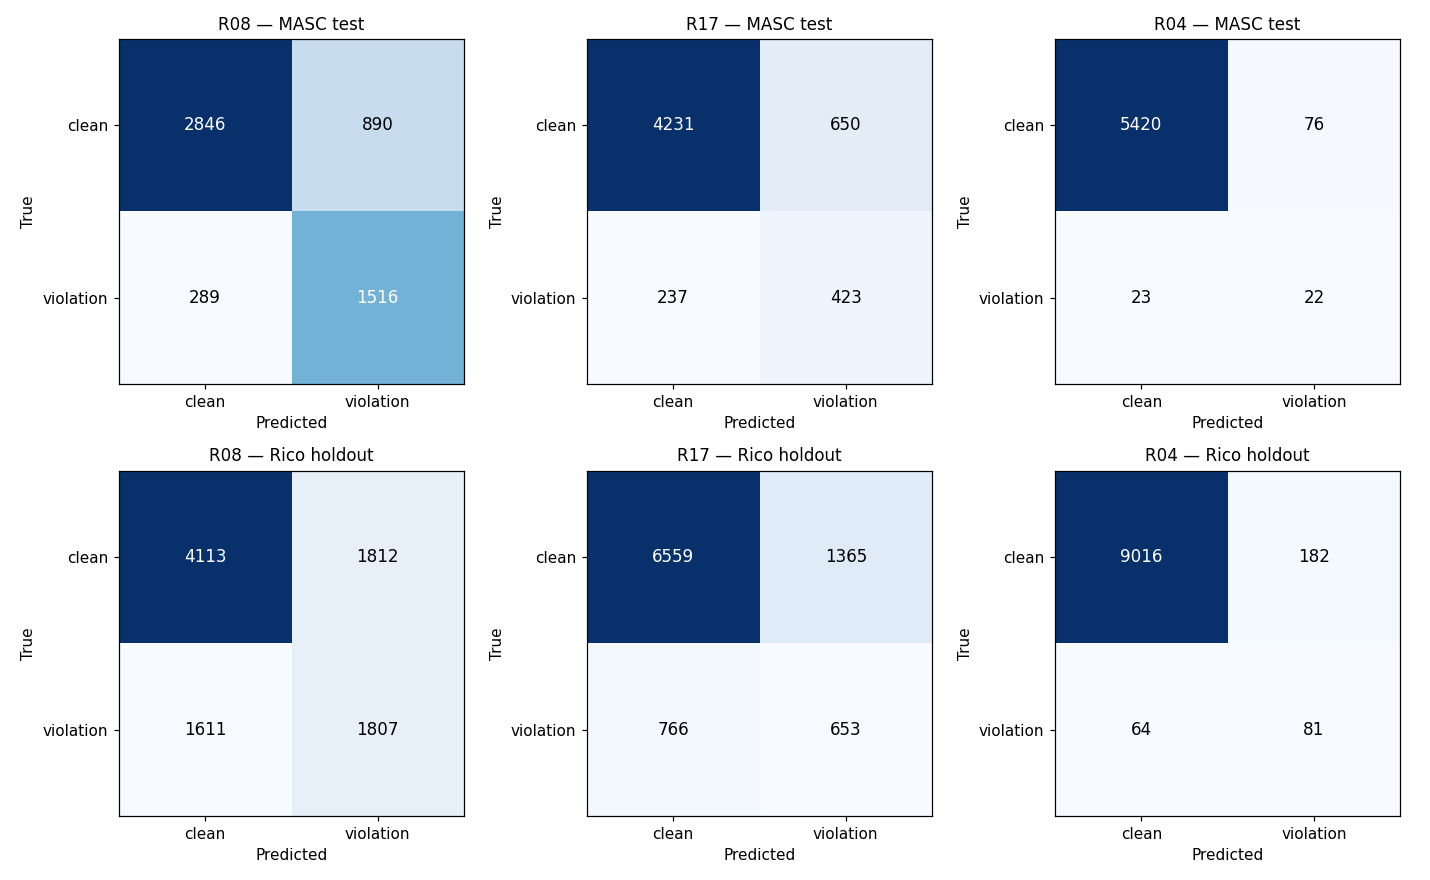 R08 — MASC test
R17 — MASC test
R04 — MASC test
clean 2846 890
clean 4231 650
clean 5420 76
True
True
True
violation 289 1516
violation 237 423
violation 23 22
clean violation
clean violation
clean violation
Predicted
Predicted
Predicted
R08 — Rico holdout
R17 — Rico holdout
R04 — Rico holdout
clean 4113 1812
clean 6559 1365
clean 9016 182
True
True
True
violation 1611 1807
violation 766 653
violation 64 81
clean violation
clean violation
clean violation
Predicted
Predicted
Predicted